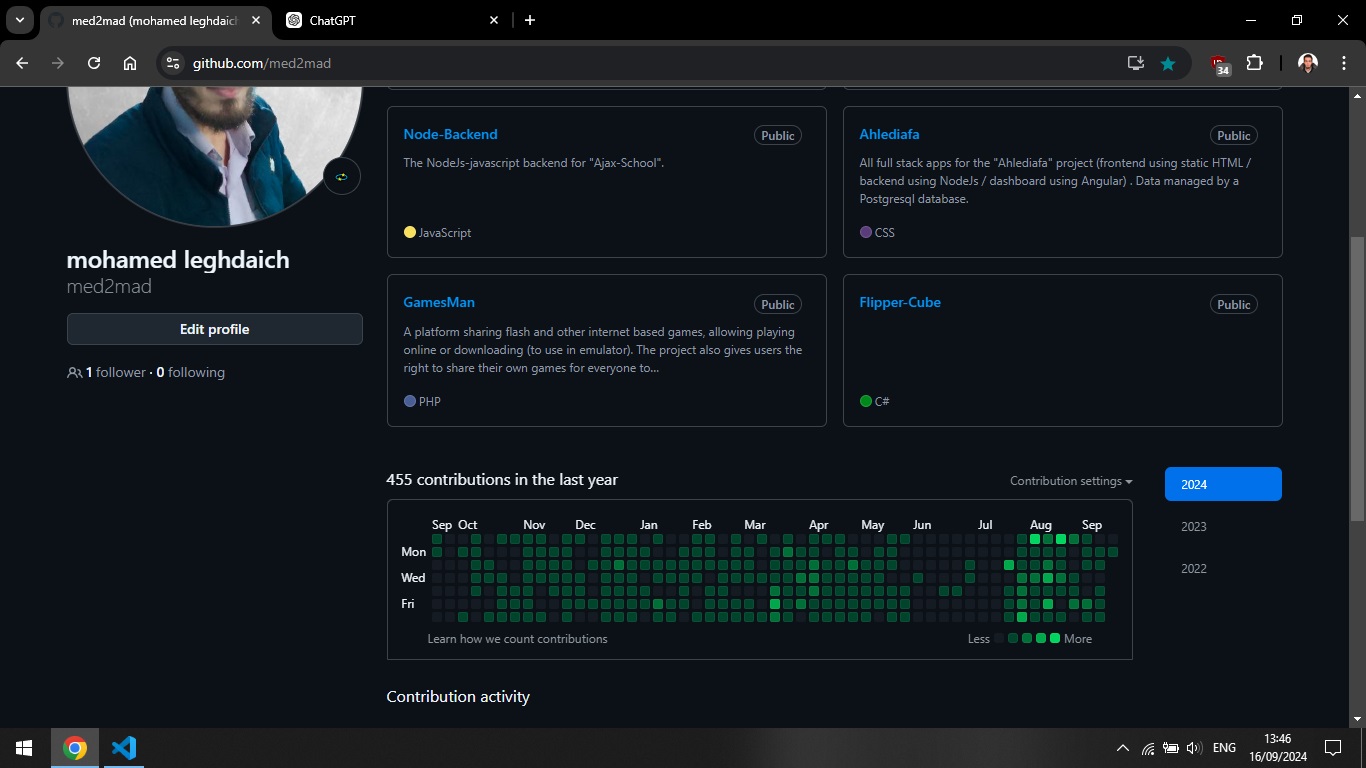 med2mad (mohamed leghdaich
ChatGPT
github.com/med2mad
34
Node-Backend
Public
The NodeJs-javascript backend for "Ajax-School".
JavaScript
Ahlediafa
Public
All full stack apps for the "Ahlediafa" project (frontend using static HTML /
backend using NodeJs / dashboard using Angular) . Data managed by a
Postgresql database.
CSS
mohamed leghdaich
med2mad
Edit profile
1 follower · 0 following
GamesMan
Public
A platform sharing flash and other internet based games, allowing playing
online or downloading (to use in emulator). The project also gives users the
right to share their own games for everyone to...
PHP
Flipper-Cube
Public
C#
455 contributions in the last year
Contribution settings
2024
2023
2022
Sep Oct Nov Dec Jan Feb Mar Apr May Jun Jul Aug Sep
Mon
Wed
Fri
Learn how we count contributions
Less More
Contribution activity
ENG
13:46
16/09/2024